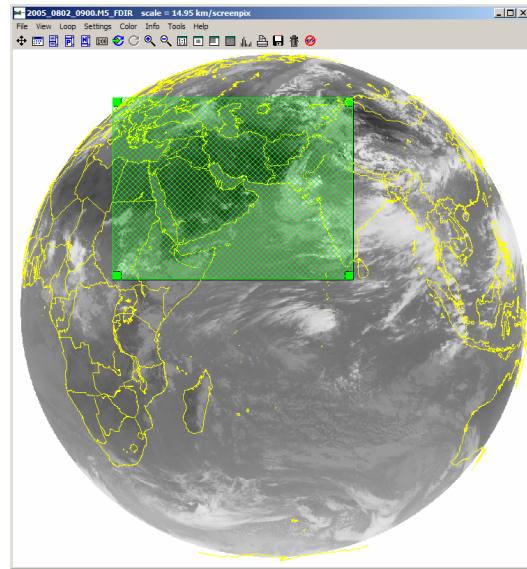 2005_0802_0900.M5_FDIR scale = 14.95 km/screenpix
File View Loop Settings Color Info Tools Help